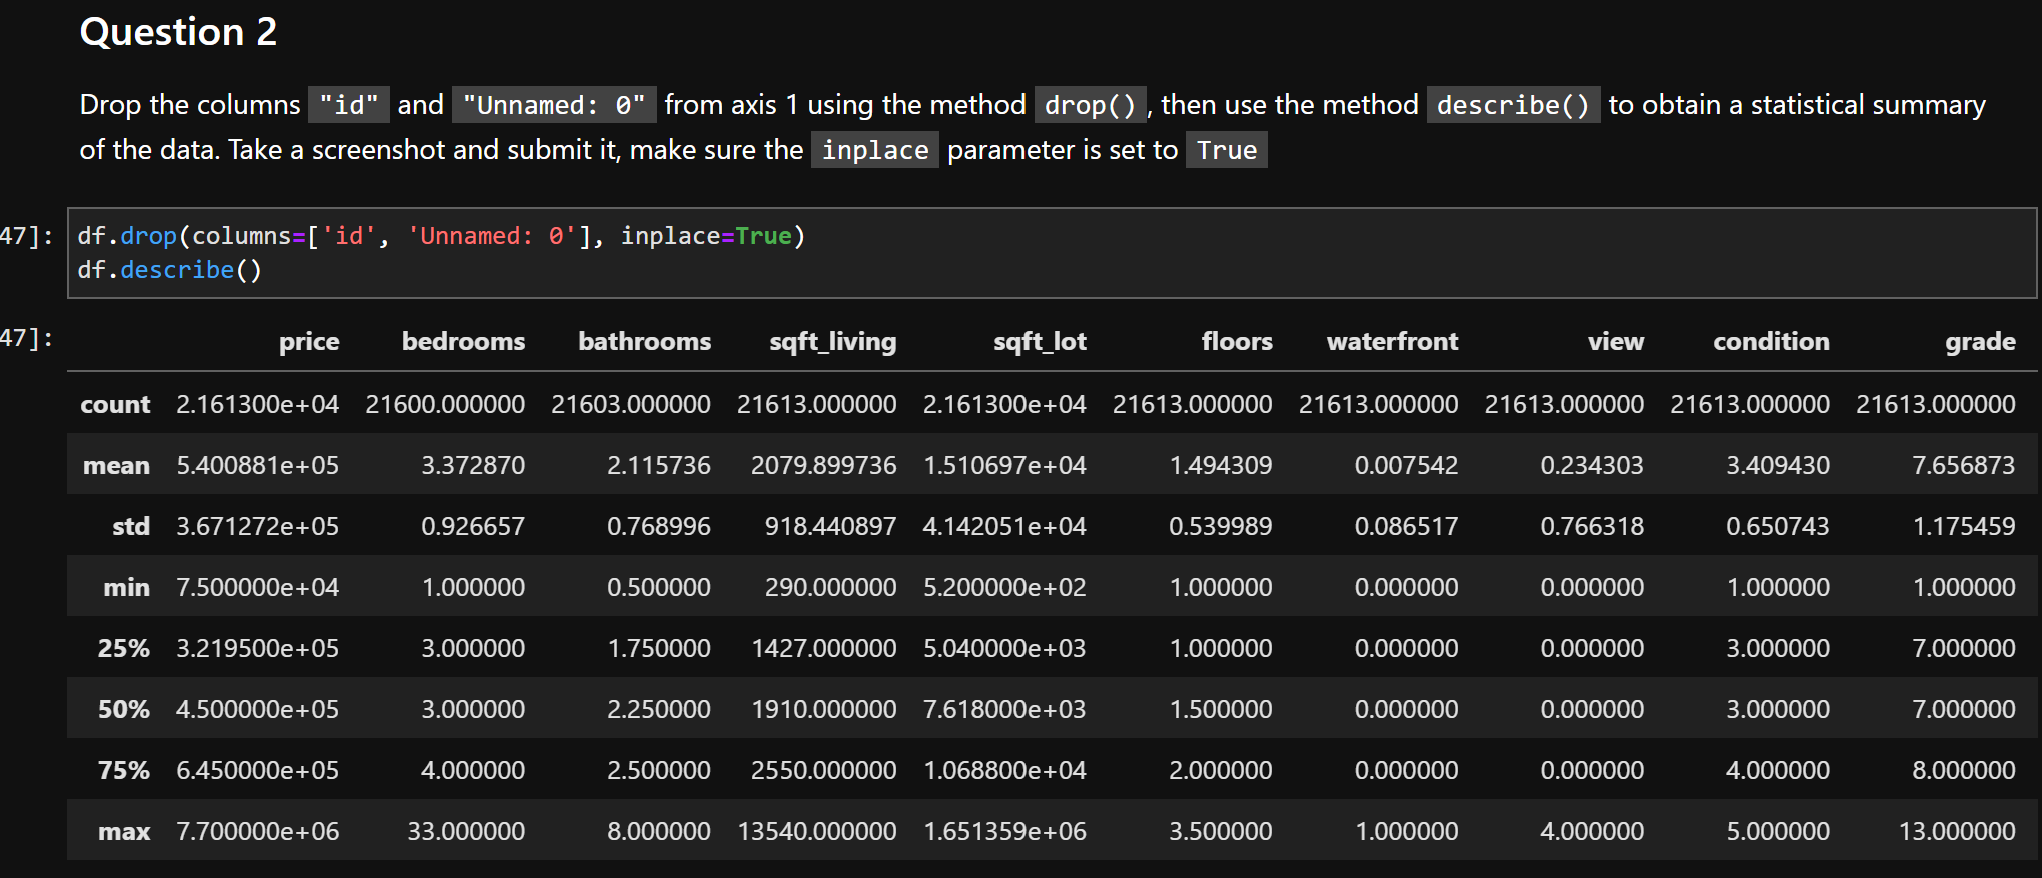 Question 2
Drop the columns "id" and "Unnamed: 0" from axis 1 using the method drop(), then use the method describe() to obtain a statistical summary
of the data. Take a screenshot and submit it, make sure the inplace parameter is set to True
47]: df.drop(columns=['id', 'Unnamed: 0'], inplace=True)
df.describe()
47]: price bedrooms bathrooms sqft_living sqft_lot floors waterfront view condition grade
count 2.161300e+04 21600.000000 21603.000000 21613.000000 2.161300e+04 21613.000000 21613.000000 21613.000000 21613.000000 21613.000000
mean 5.400881e+05 3.372870 2.115736 2079.899736 1.510697e+04 1.494309 0.007542 0.234303 3.409430 7.656873
std 3.671272e+05 0.926657 0.768996 918.440897 4.142051e+04 0.539989 0.086517 0.766318 0.650743 1.175459
min 7.500000e+04 1.000000 0.500000 290.000000 5.200000e+02 1.000000 0.000000 0.000000 1.000000 1.000000
25% 3.219500e+05 3.000000 1.750000 1427.000000 5.040000e+03 1.000000 0.000000 0.000000 3.000000 7.000000
50% 4.500000e+05 3.000000 2.250000 1910.000000 7.618000e+03 1.500000 0.000000 0.000000 3.000000 7.000000
75% 6.450000e+05 4.000000 2.500000 2550.000000 1.068800e+04 2.000000 0.000000 0.000000 4.000000 8.000000
max 7.700000e+06 33.000000 8.000000 13540.000000 1.651359e+06 3.500000 1.000000 4.000000 5.000000 13.000000